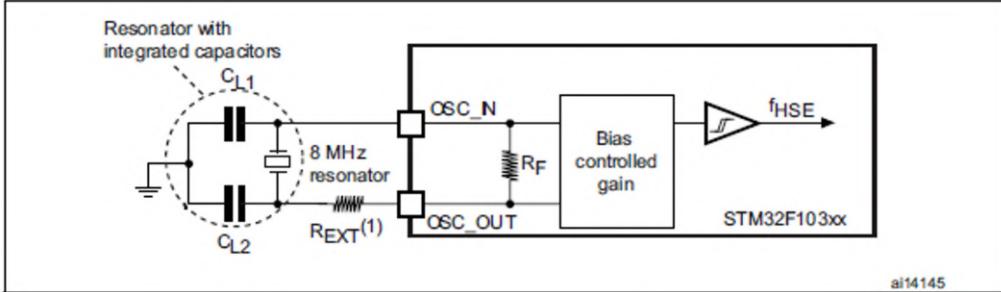 Resonator with
integrated capacitors
CL1
OSC_IN
fHSE
8 MHz
resonator
RF
Bias
controlled
gain
REXT(1)
OSC_OUT
STM32F103xx
CL2
ai14145